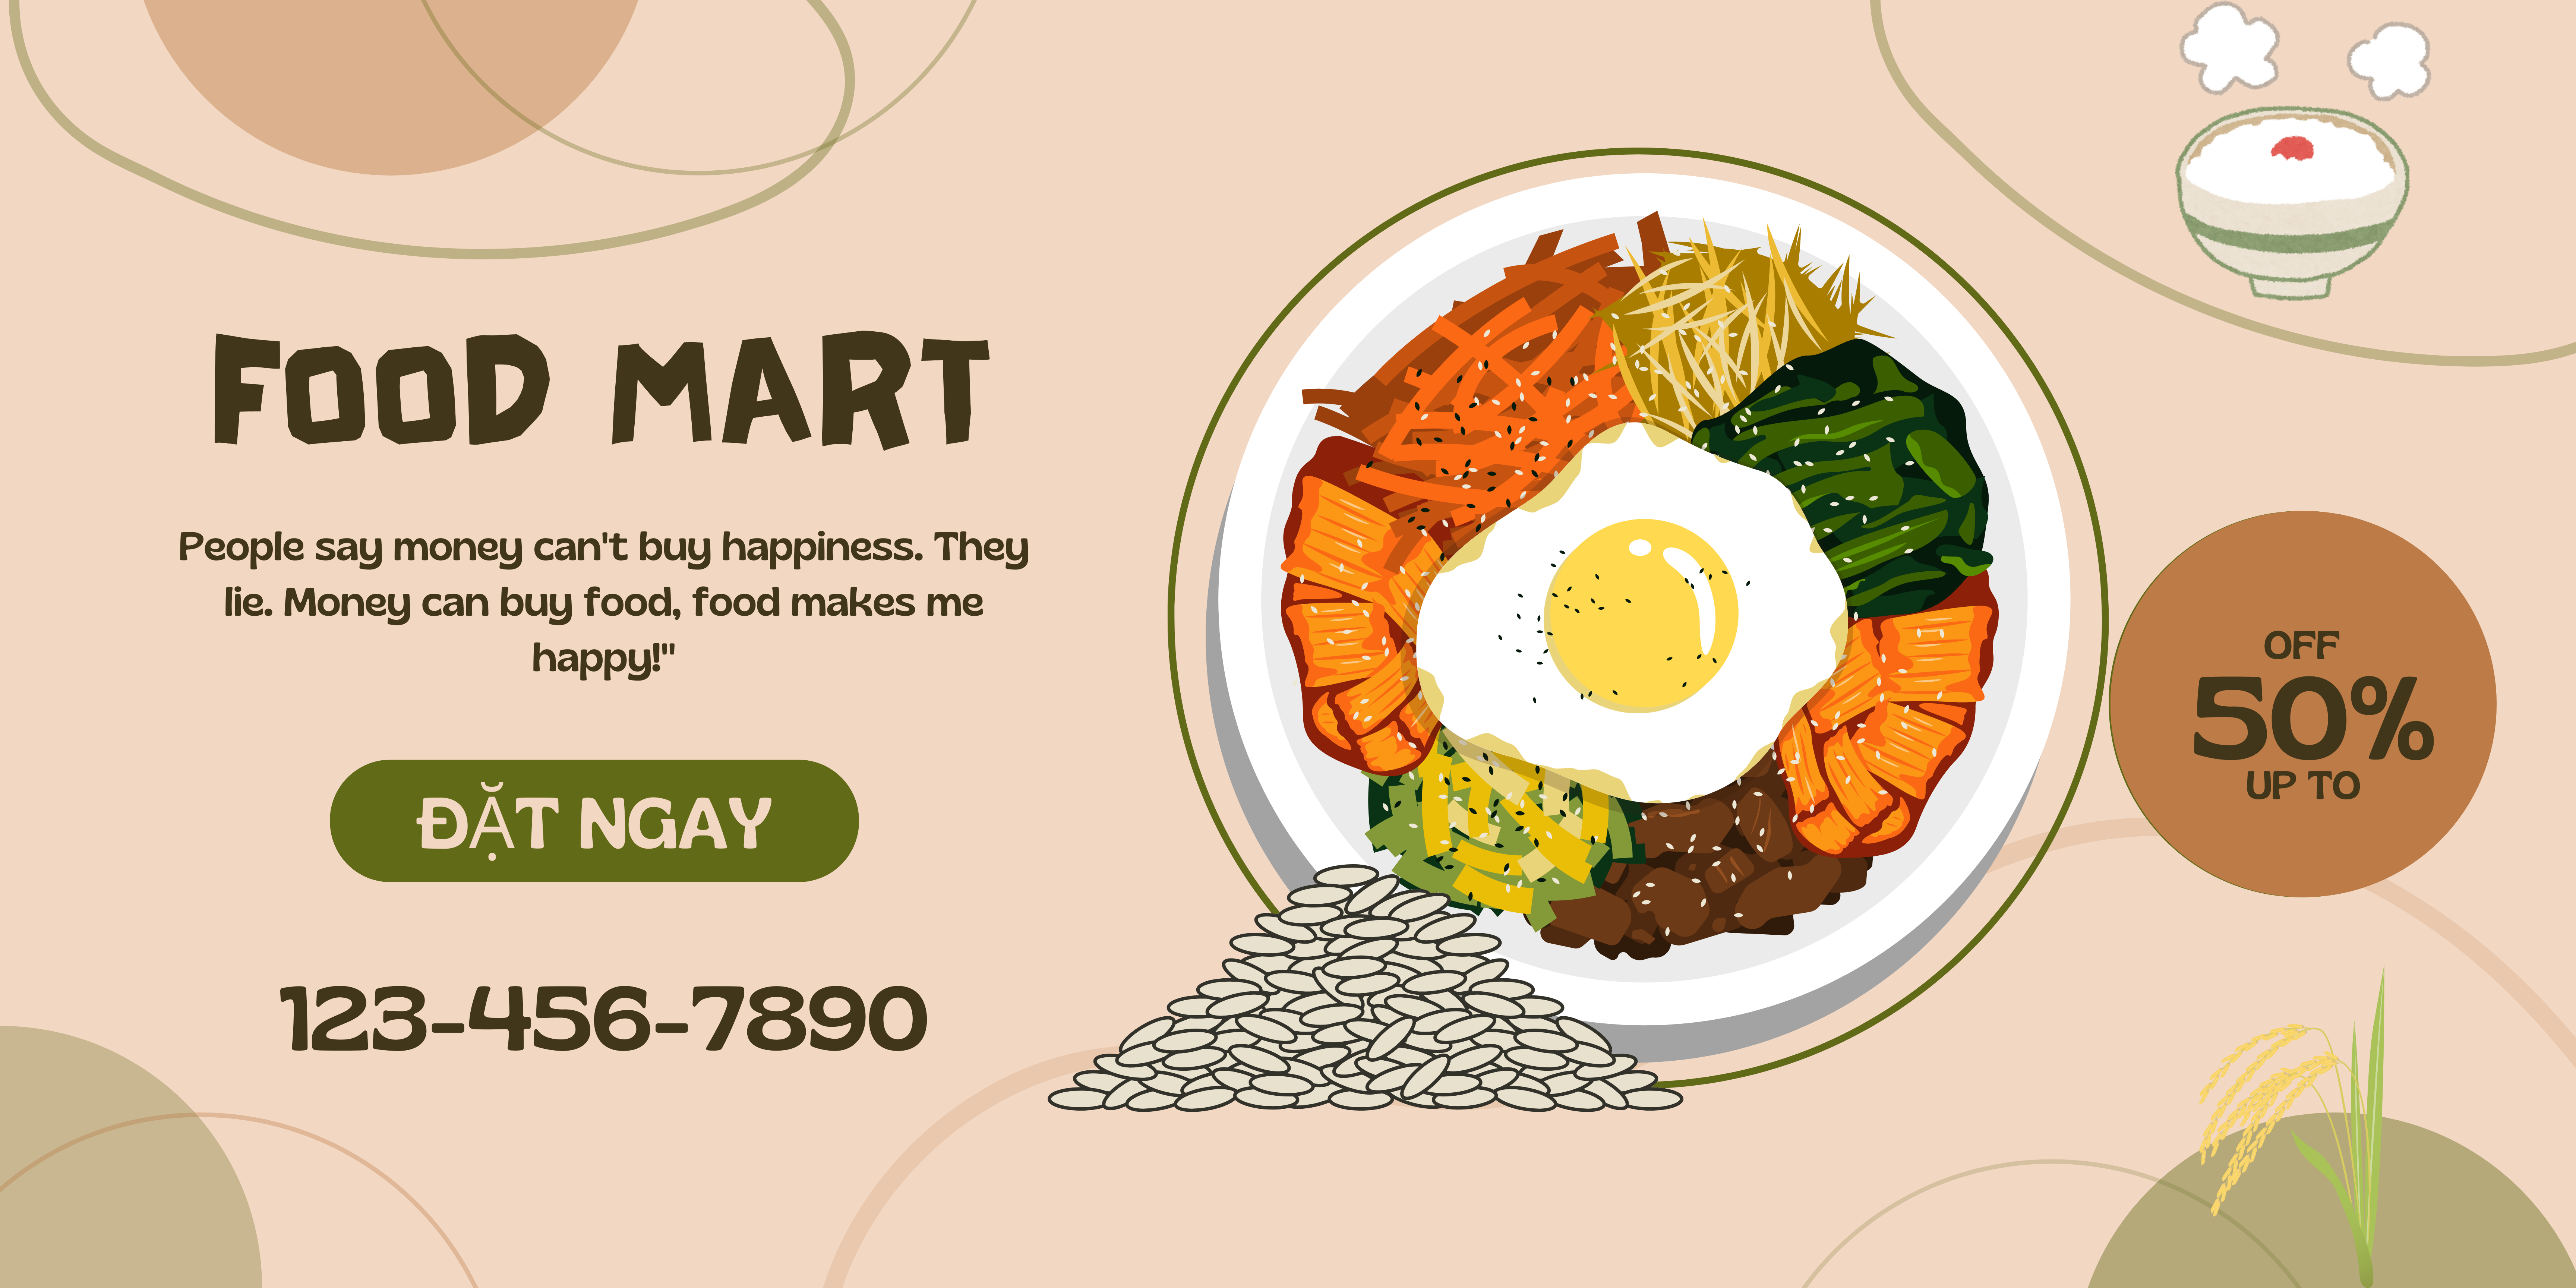 FOOD MART
People say money can't buy happiness. They
lie. Money can buy food, food makes me
happy!"
ĐẶT NGAY
123-456-7890
OFF
50%
UP TO